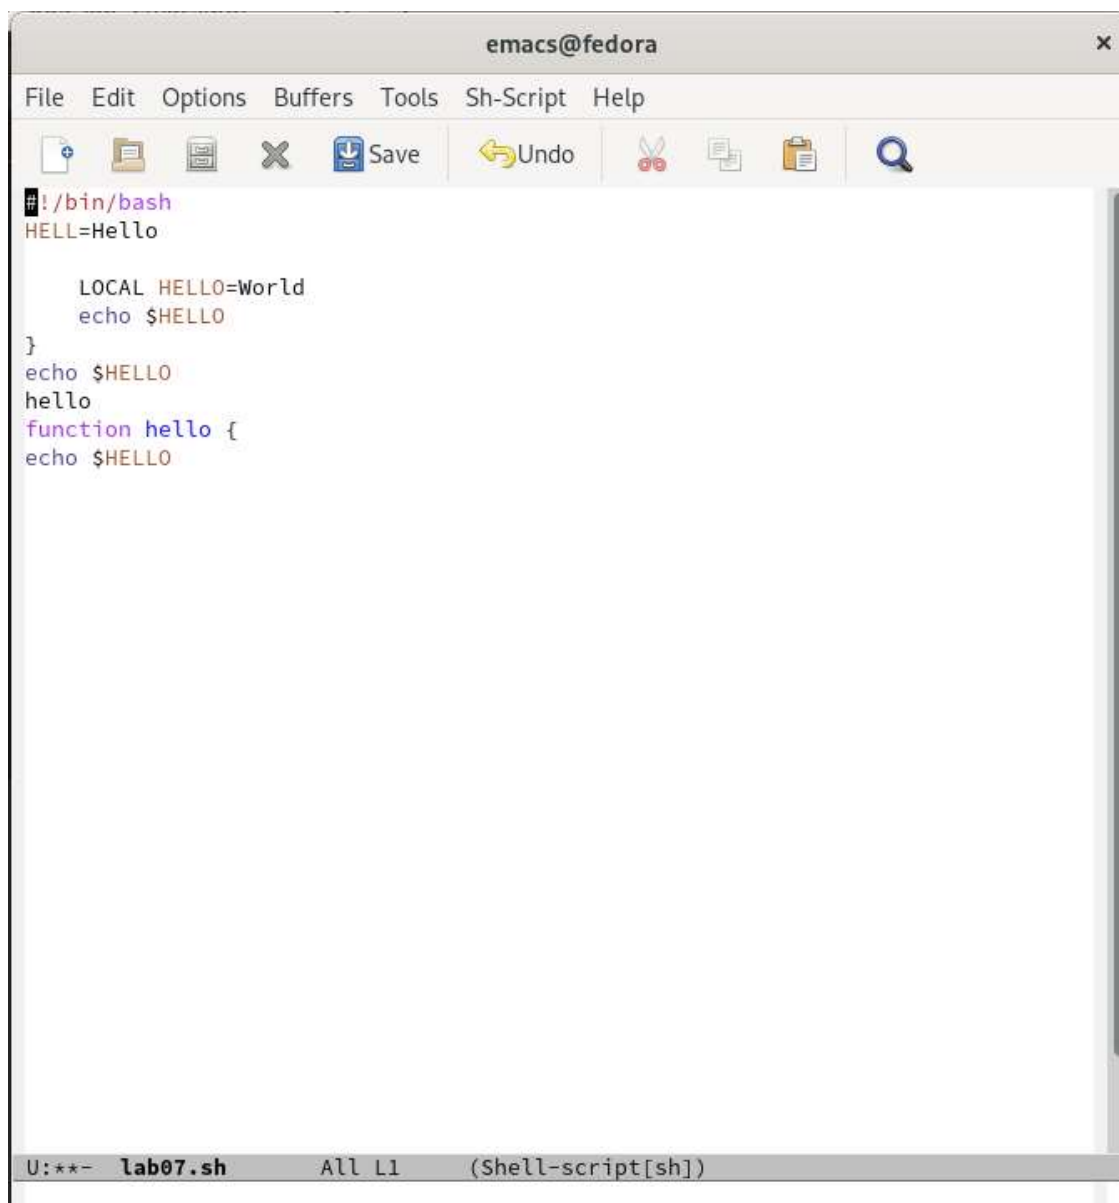 emacs@fedora ×
File Edit Options Buffers Tools Sh-Script Help
Save Undo
#!/bin/bash
HELL=Hello
    LOCAL HELLO=World
    echo $HELLO
}
echo $HELLO
hello
function hello {
echo $HELLO
U:**- lab07.sh All L1 (Shell-script[sh])